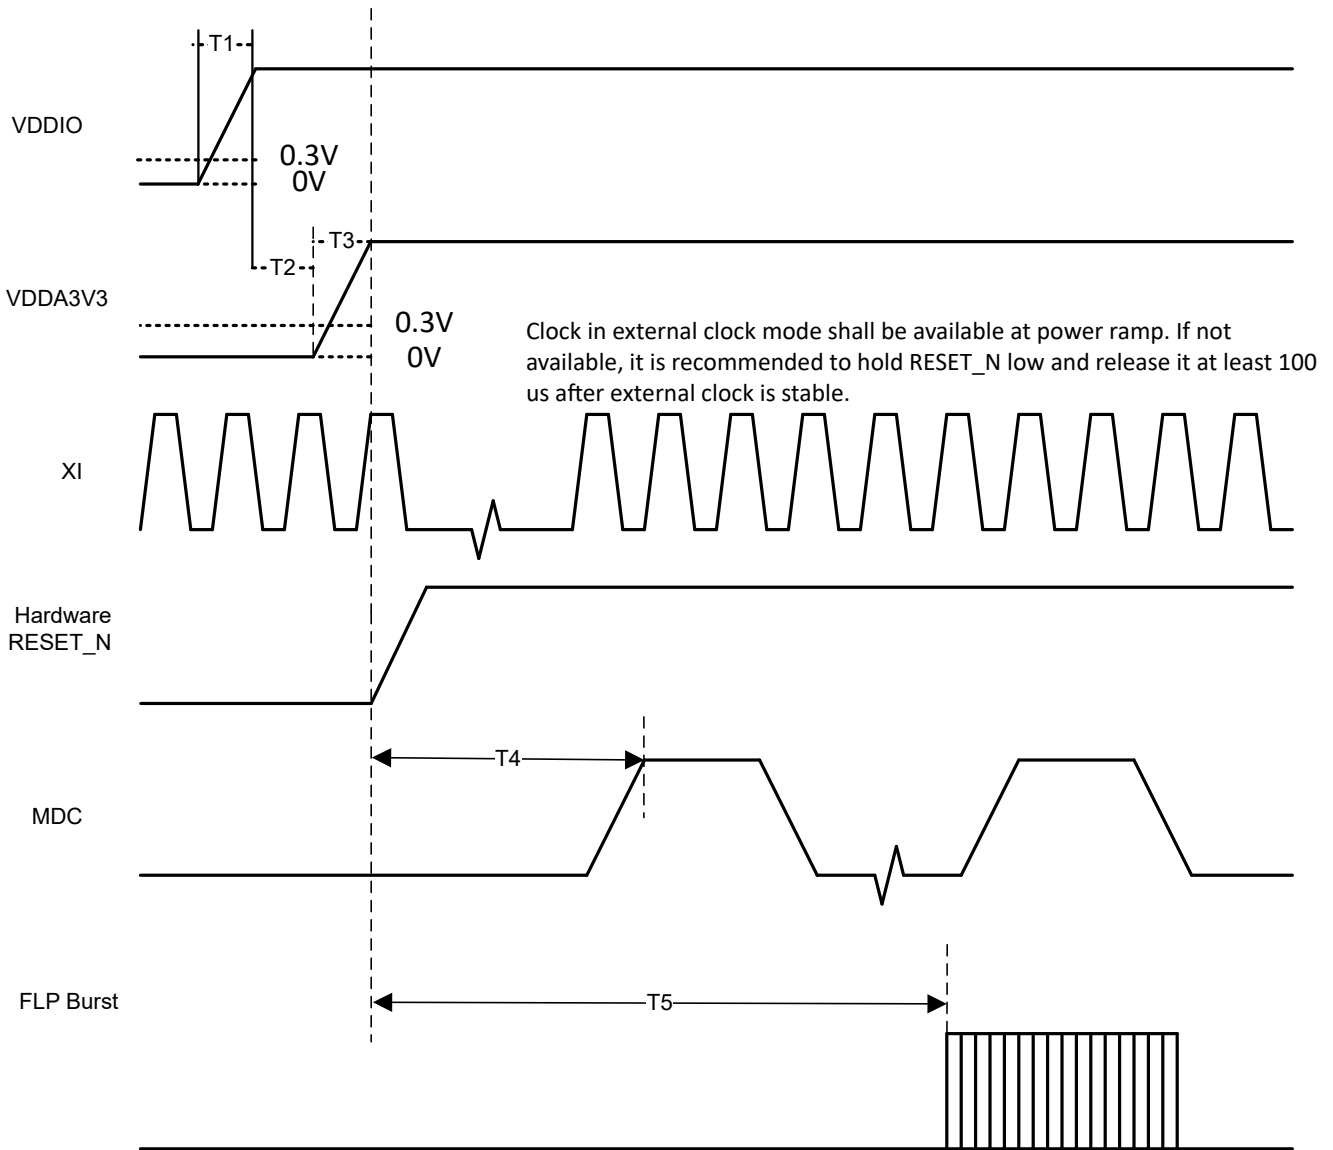 T1
VDDIO
0.3V
0V
T3
T2
VDDA3V3
0.3V
0V
Clock in external clock mode shall be available at power ramp. If not
available, it is recommended to hold RESET_N low and release it at least 100
us after external clock is stable.
XI
Hardware
RESET_N
T4
MDC
FLP Burst
T5